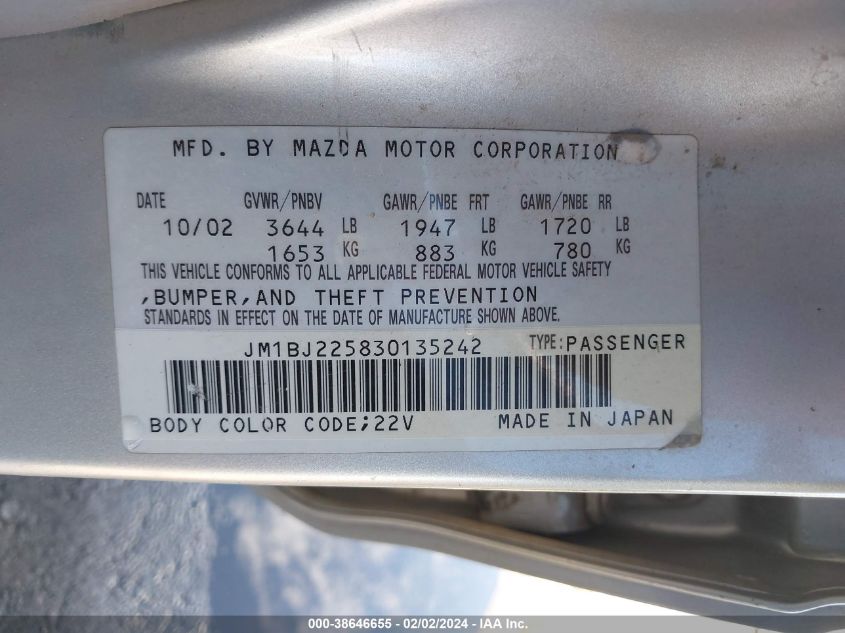 MFD. BY MAZDA MOTOR CORPORATION
DATE GVWR/PNBV GAWR/PNBE FRT GAWR/PNBE RR
10/02 3644 LB 1947 LB 1720 LB
1653 KG 883 KG 780 KG
THIS VEHICLE CONFORMS TO ALL APPLICABLE FEDERAL MOTOR VEHICLE SAFETY
,BUMPER,AND THEFT PREVENTION
STANDARDS IN EFFECT ON THE DATE OF MANUFACTURE SHOWN ABOVE.
JM1BJ225830135242 TYPE:PASSENGER
BODY COLOR CODE;22V MADE IN JAPAN
000-38646655 - 02/02/2024 - IAA Inc.